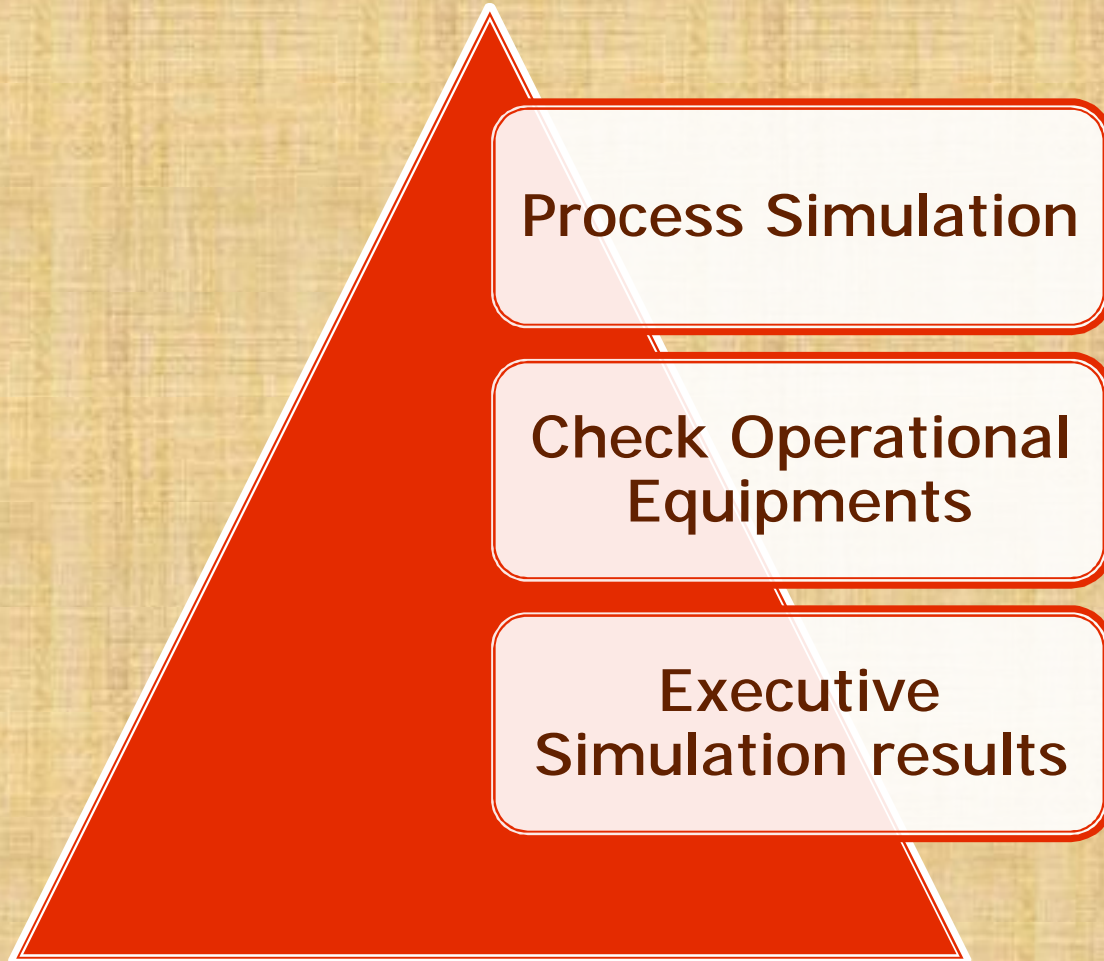 Process Simulation
Check Operational
Equipments
Executive
Simulation results